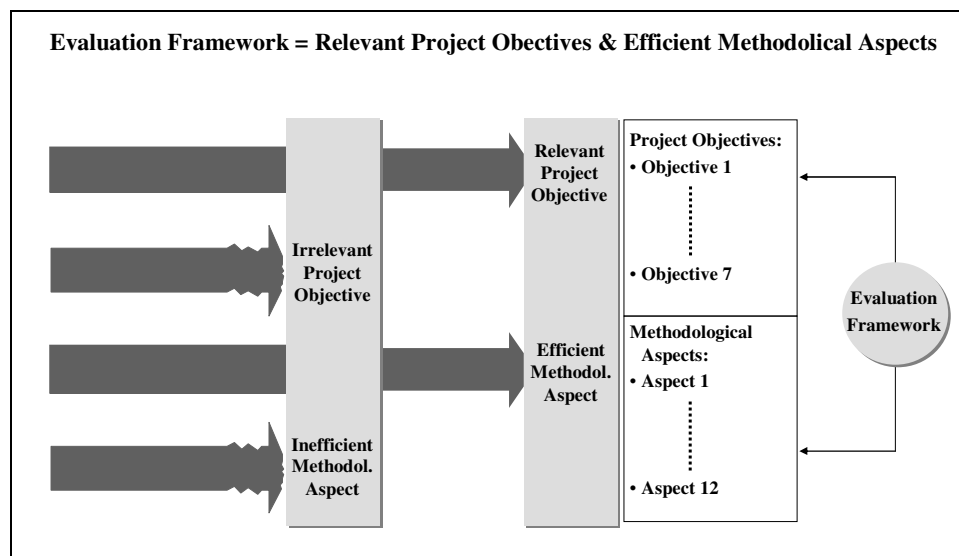 Evaluation Framework = Relevant Project Obectives & Efficient Methodolical Aspects
Relevant
Project
Objective
Project Objectives:
• Objective 1
• Objective 7
Irrelevant
Project
Objective
Evaluation
Framework
Efficient
Methodol.
Aspect
Methodological
Aspects:
• Aspect 1
• Aspect 12
Inefficient
Methodol.
Aspect